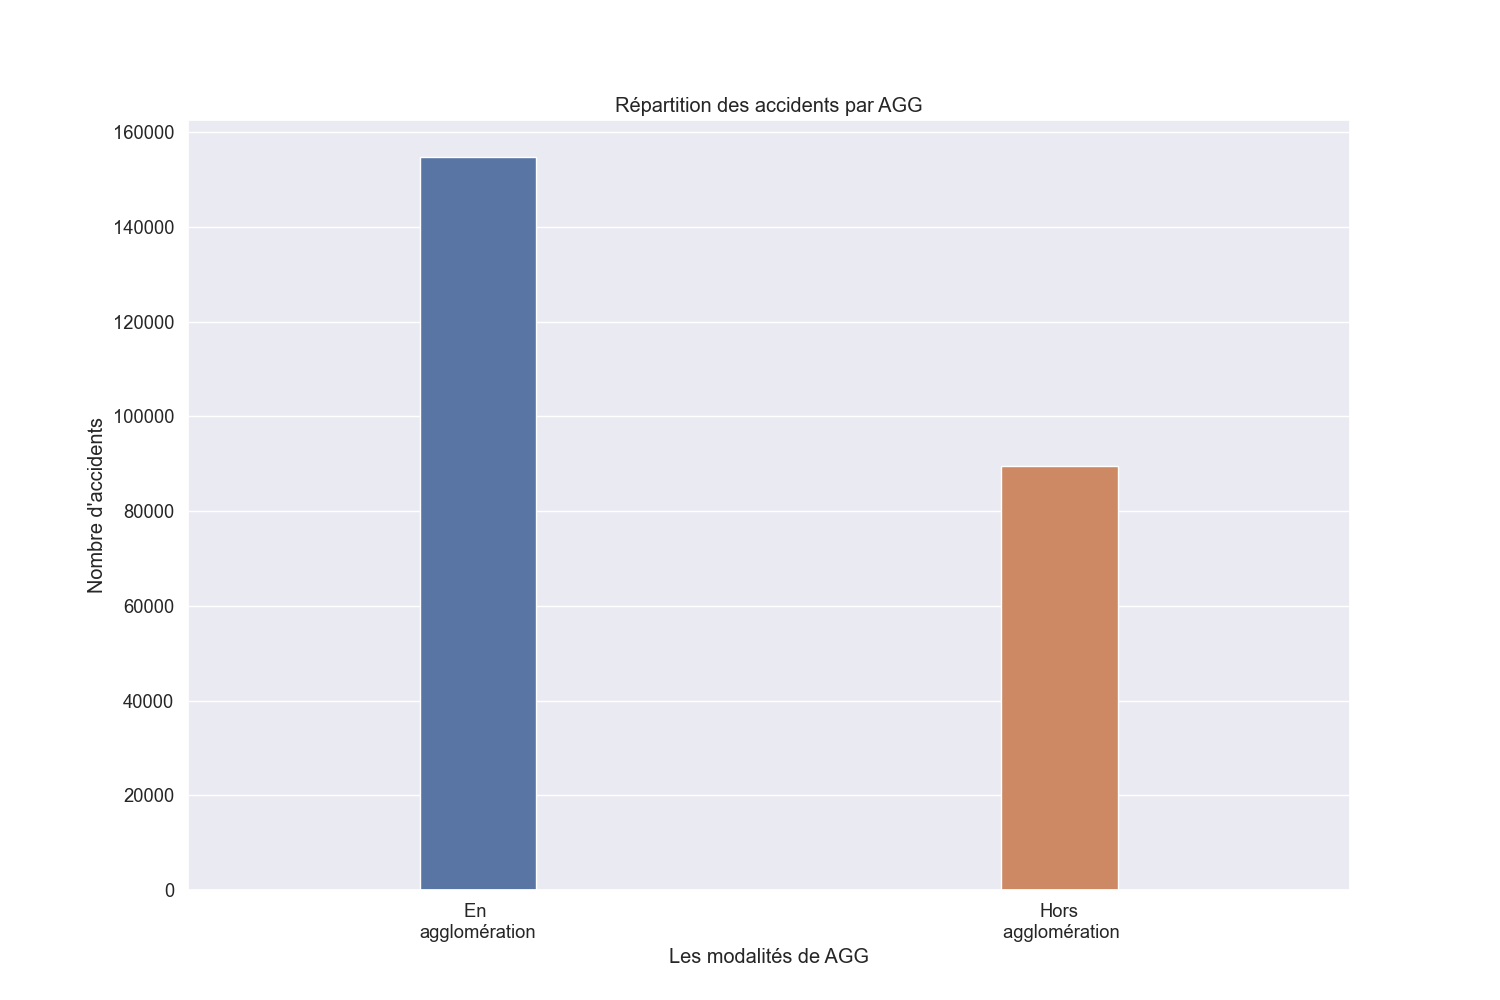 Répartition des accidents par AGG
160000
140000
120000
100000
80000
60000
40000
20000
0
Nombre d'accidents
En
agglomération
Hors
agglomération
Les modalités de AGG